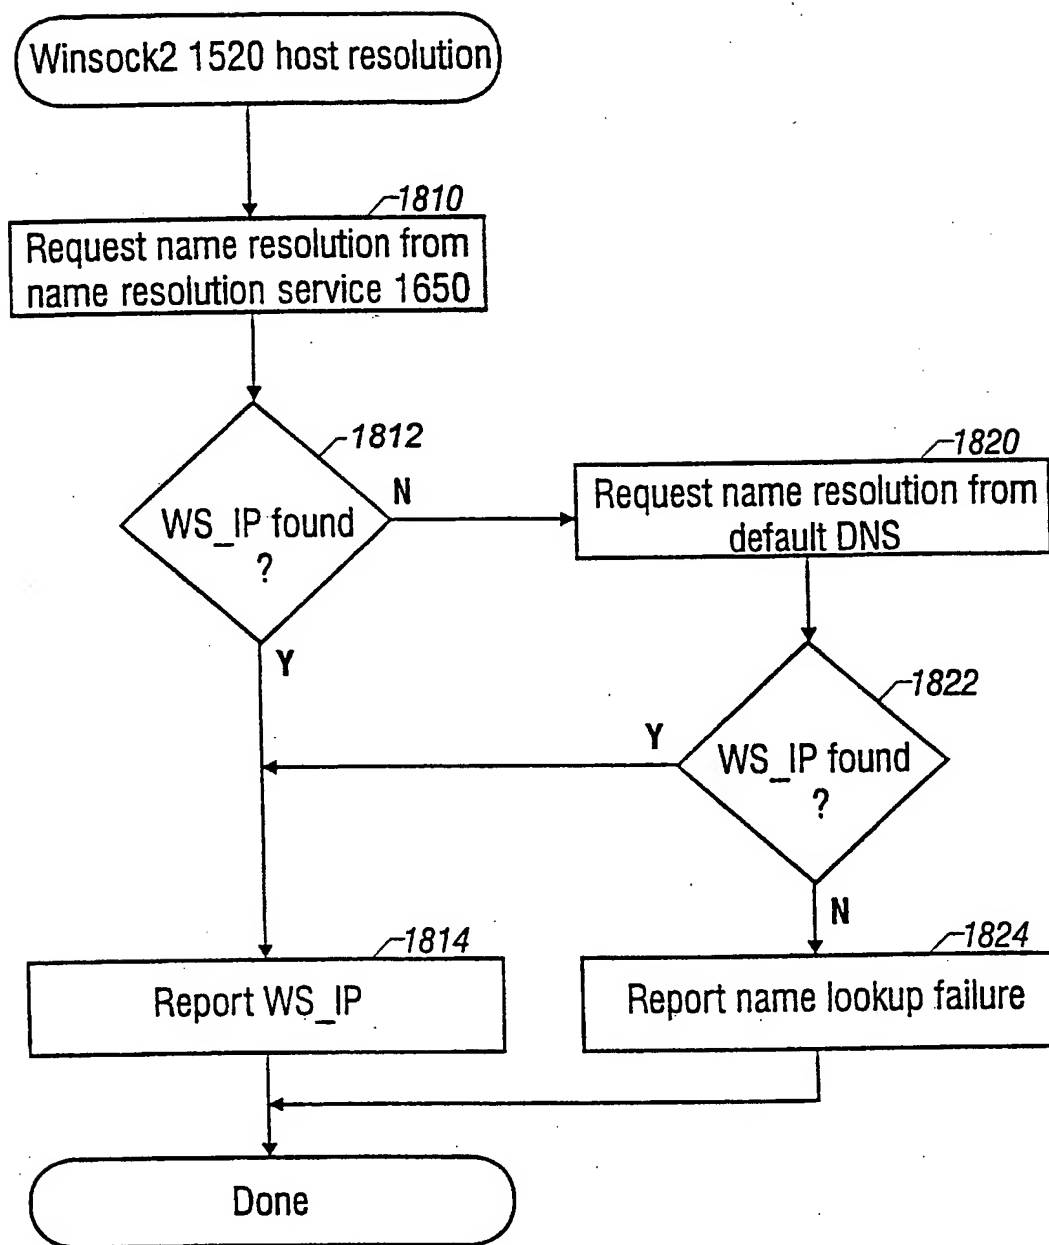 Winsock2 1520 host resolution
1810
Request name resolution from
name resolution service 1650
1812
WS_IP found
?
N
Y
1820
Request name resolution from
default DNS
1822
WS_IP found
?
Y
N
1814
Report WS_IP
1824
Report name lookup failure
Done